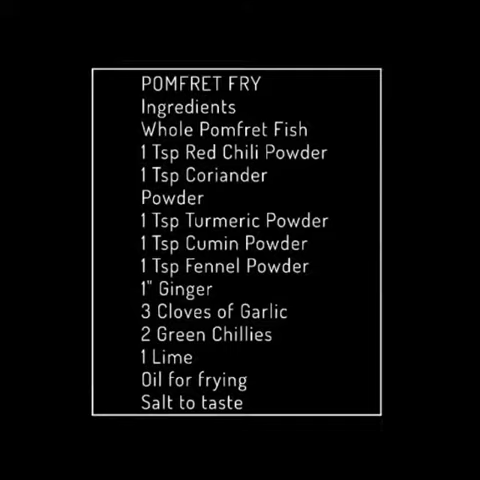 POMFRET FRY
Ingredients
Whole Pomfret Fish
1 Tsp Red Chili Powder
1 Tsp Coriander
Powder
1 Tsp Turmeric Powder
1 Tsp Cumin Powder
1 Tsp Fennel Powder
1" Ginger
3 Cloves of Garlic
2 Green Chillies
1 Lime
Oil for frying
Salt to taste